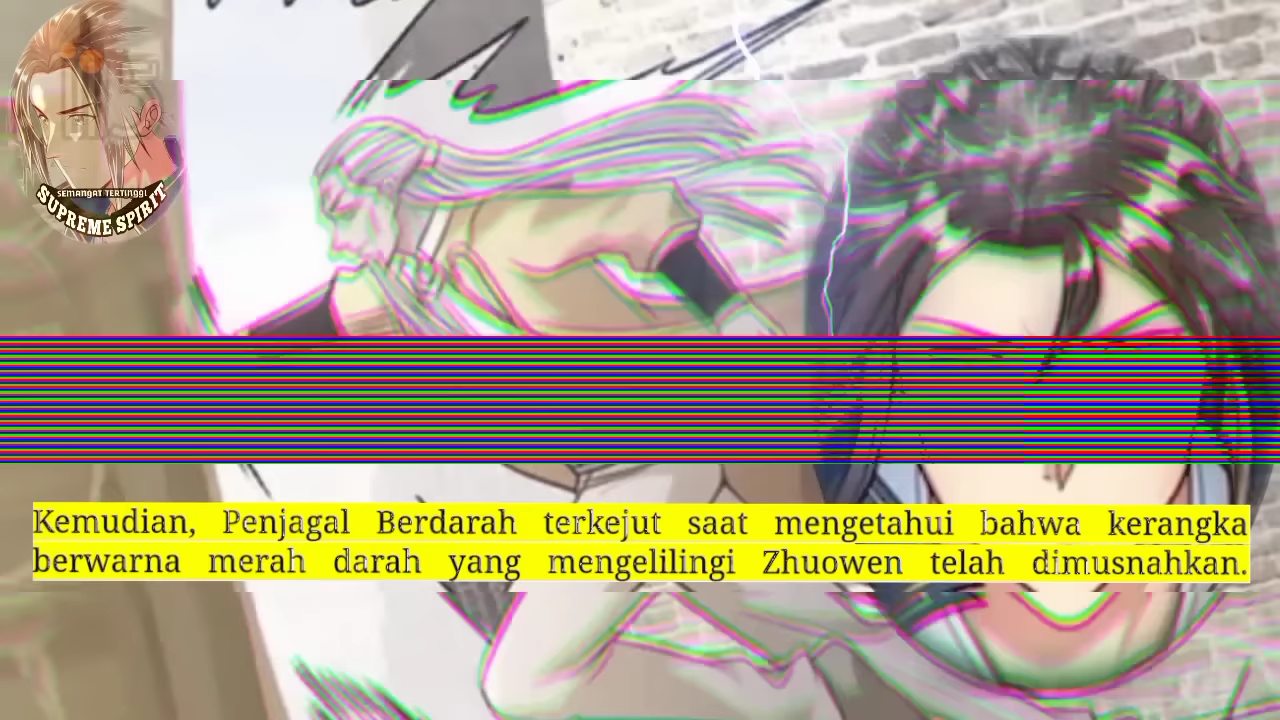 SEMANGAT TERTINGGI
SUPREME SPIRIT
Kemudian, Penjagal Berdarah terkejut saat mengetahui bahwa kerangka
berwarna merah darah yang mengelilingi Zhuowen telah dimusnahkan.